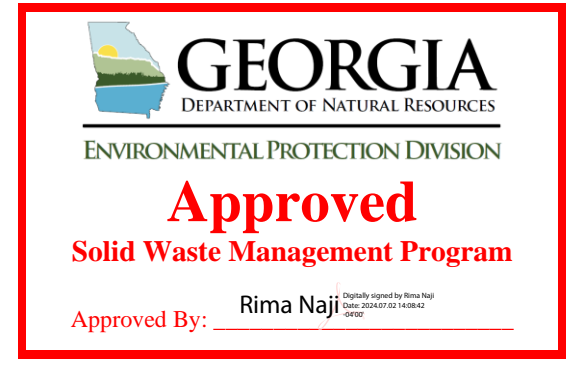 GEORGIA
DEPARTMENT OF NATURAL RESOURCES
ENVIRONMENTAL PROTECTION DIVISION
Approved
Solid Waste Management Program
Approved By: Rima Naji
Digitally signed by Rima Naji
Date: 2024.07.02 14:08:42
-04'00'